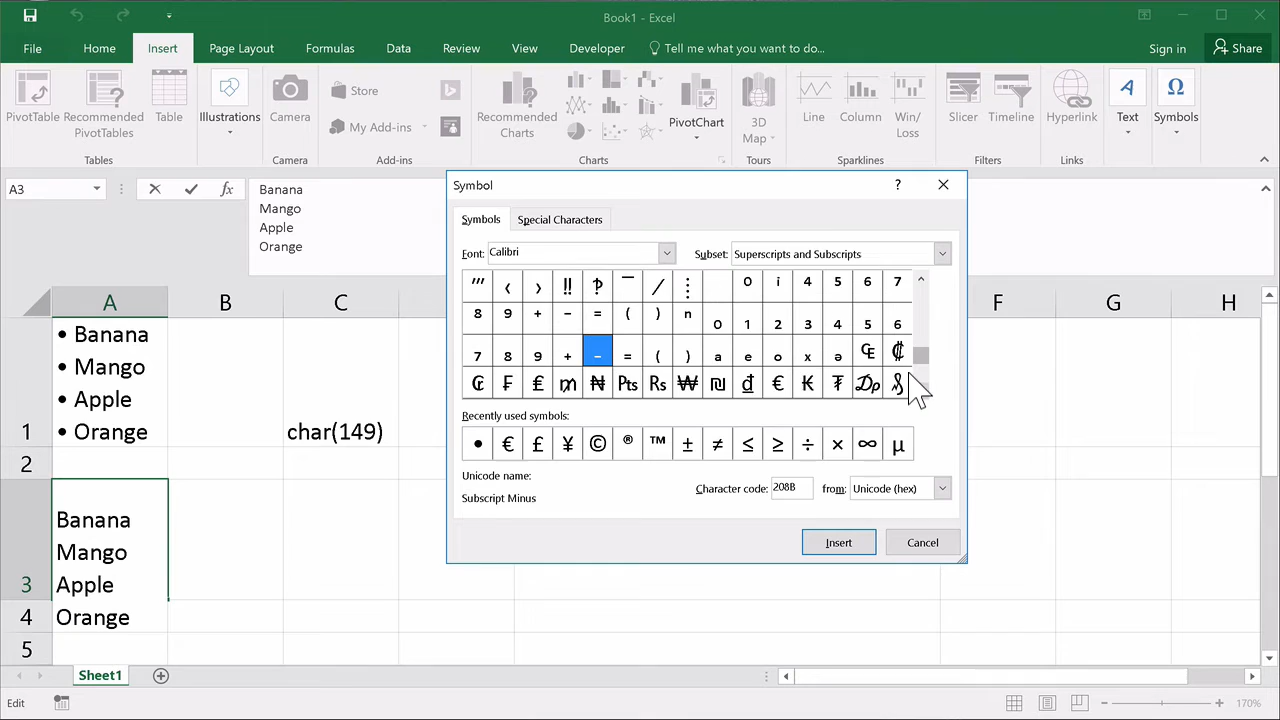 Book1 - Excel
File Home Insert Page Layout Formulas Data Review View Developer Tell me what you want to do... Sign in Share
PivotTable Recommended PivotTables Table Illustrations Camera Store My Add-ins Recommended Charts PivotChart 3D Map Line Column Win/Loss Slicer Timeline Hyperlink Text Symbols
Tables Camera Add-ins Charts Tours Sparklines Filters Links
A3 fx Banana
Mango
Apple
Orange
A B C F G H
• Banana
• Mango
• Apple
1 • Orange char(149)
2
Banana
Mango
3 Apple
4 Orange
5
Symbol ?
Symbols Special Characters
Font: Calibri Subset: Superscripts and Subscripts
‴ ‹ › ‼ ‽ ‾ ⁄ ⁞ ⁰ ⁱ ⁴ ⁵ ⁶ ⁷
⁸ ⁹ ⁺ ⁻ ⁼ ⁽ ⁾ ⁿ ₀ ₁ ₂ ₃ ₄ ₅ ₆
₇ ₈ ₉ ₊ ₋ ₌ ₍ ₎ ₐ ₑ ₒ ₓ ₔ ₠ ₡
₢ ₣ ₤ ₥ ₦ ₧ ₨ ₩ ₪ ₫ € ₭ ₮ ₯ ₰
Recently used symbols:
• € £ ¥ © ® ™ ± ≠ ≤ ≥ ÷ × ∞ µ
Unicode name:
Subscript Minus
Character code: 208B from: Unicode (hex)
Insert Cancel
Sheet1
Edit 170%